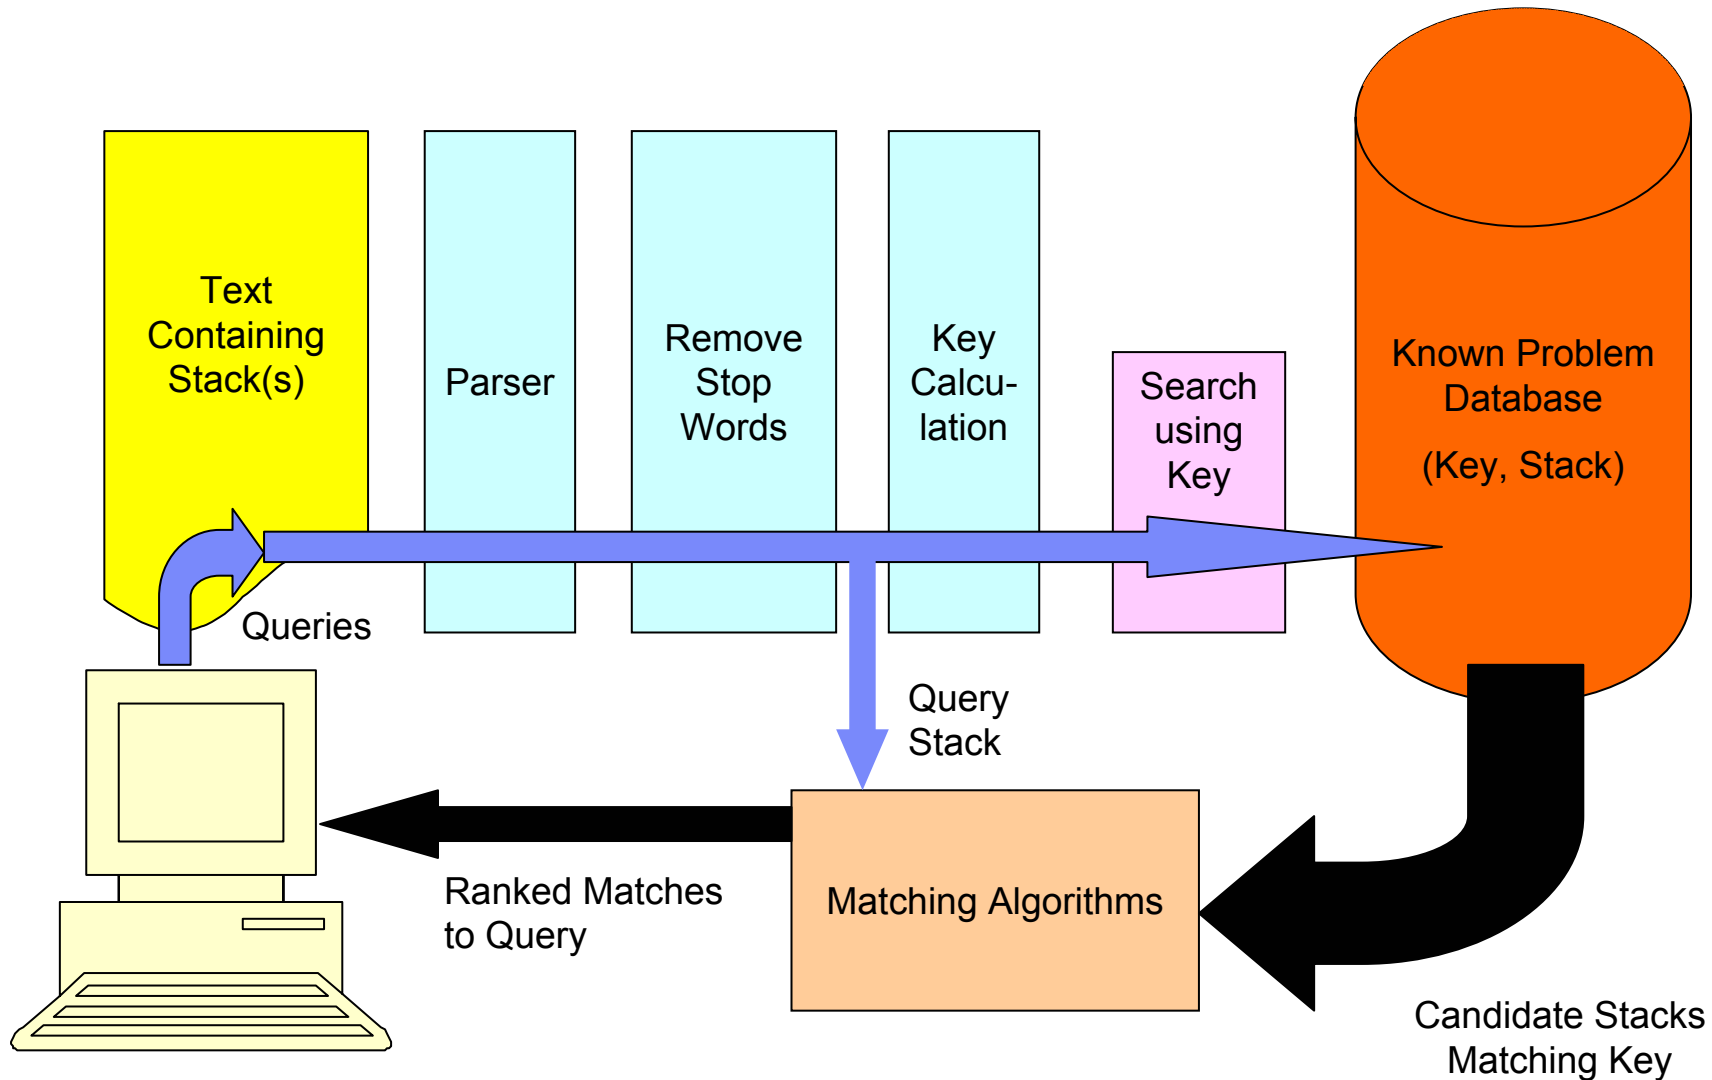 Text
Containing
Stack(s)
Parser
Remove
Stop
Words
Key
Calcu-
lation
Search
using
Key
Known Problem
Database
(Key, Stack)
Queries
Query
Stack
Ranked Matches
to Query
Matching Algorithms
Candidate Stacks
Matching Key